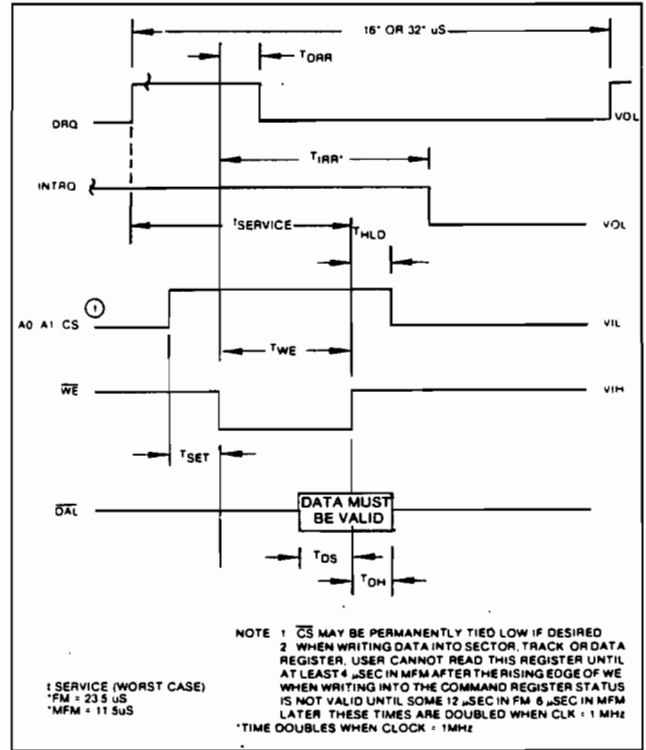 16* OR 32* uS
TDRR
DRQ
VOL
TIRR*
INTRQ
tSERVICE
THLD
VOL
1
A0 A1 CS
VIL
TWE
WE
VIH
TSET
DAL
DATA MUST
BE VALID
TDS
TDH
NOTE 1 CS MAY BE PERMANENTLY TIED LOW IF DESIRED
2 WHEN WRITING DATA INTO SECTOR, TRACK OR DATA
REGISTER, USER CANNOT READ THIS REGISTER UNTIL
AT LEAST 4 µSEC IN MFM AFTER THE RISING EDGE OF WE
WHEN WRITING INTO THE COMMAND REGISTER STATUS
IS NOT VALID UNTIL SOME 12 µSEC IN FM 6 µSEC IN MFM
LATER THESE TIMES ARE DOUBLED WHEN CLK = 1 MHz
*TIME DOUBLES WHEN CLOCK = 1MHz
t SERVICE (WORST CASE)
*FM = 23 5 uS
*MFM = 11 5uS